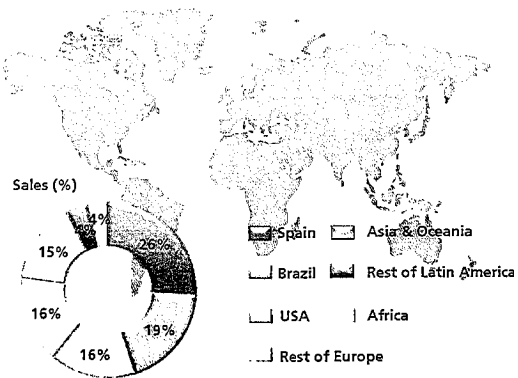 Sales (%)
4%
26%
15%
16%
19%
16%
Spain
Asia & Oceania
Brazil
Rest of Latin America
USA
Africa
Rest of Europe